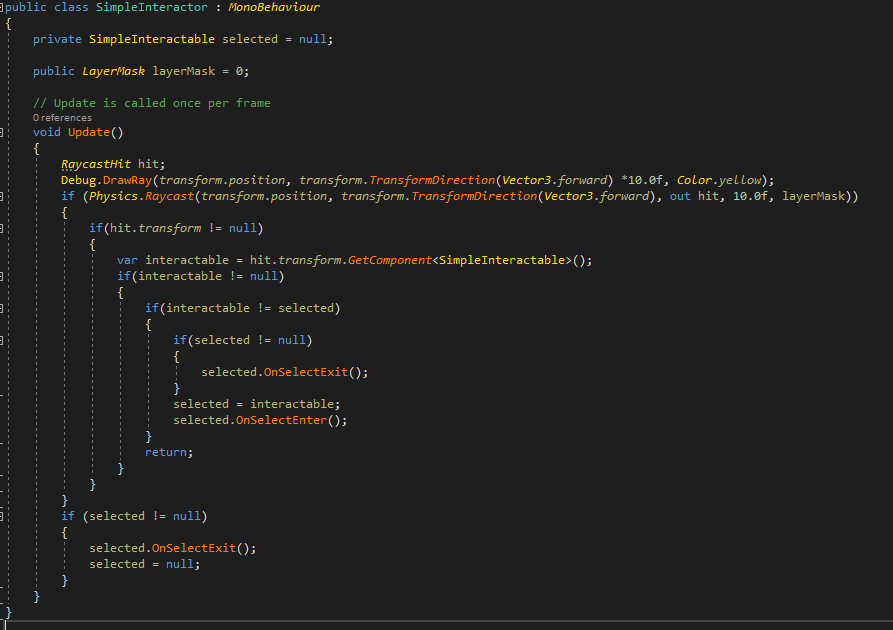 public class SimpleInteractor : MonoBehaviour
{
    private SimpleInteractable selected = null;
    public LayerMask layerMask = 0;
    // Update is called once per frame
    0 references
    void Update()
    {
        RaycastHit hit;
        Debug.DrawRay(transform.position, transform.TransformDirection(Vector3.forward) *10.0f, Color.yellow);
        if (Physics.Raycast(transform.position, transform.TransformDirection(Vector3.forward), out hit, 10.0f, layerMask))
        {
            if(hit.transform != null)
            {
                var interactable = hit.transform.GetComponent<SimpleInteractable>();
                if(interactable != null)
                {
                    if(interactable != selected)
                    {
                        if(selected != null)
                        {
                            selected.OnSelectExit();
                        }
                        selected = interactable;
                        selected.OnSelectEnter();
                    }
                    return;
                }
            }
        }
        if (selected != null)
        {
            selected.OnSelectExit();
            selected = null;
        }
    }
}